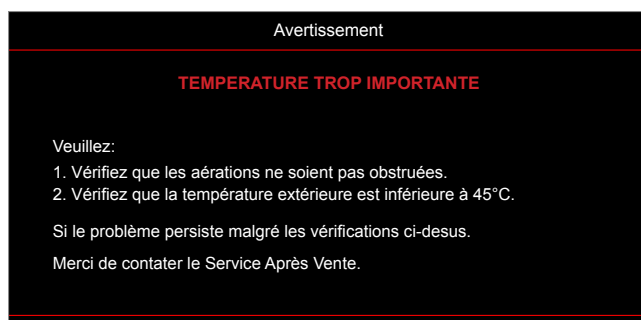 Avertissement
TEMPERATURE TROP IMPORTANTE
Veuillez:
1. Vérifiez que les aérations ne soient pas obstruées.
2. Vérifiez que la température extérieure est inférieure à 45°C.
Si le problème persiste malgré les vérifications ci-desus.
Merci de contater le Service Après Vente.